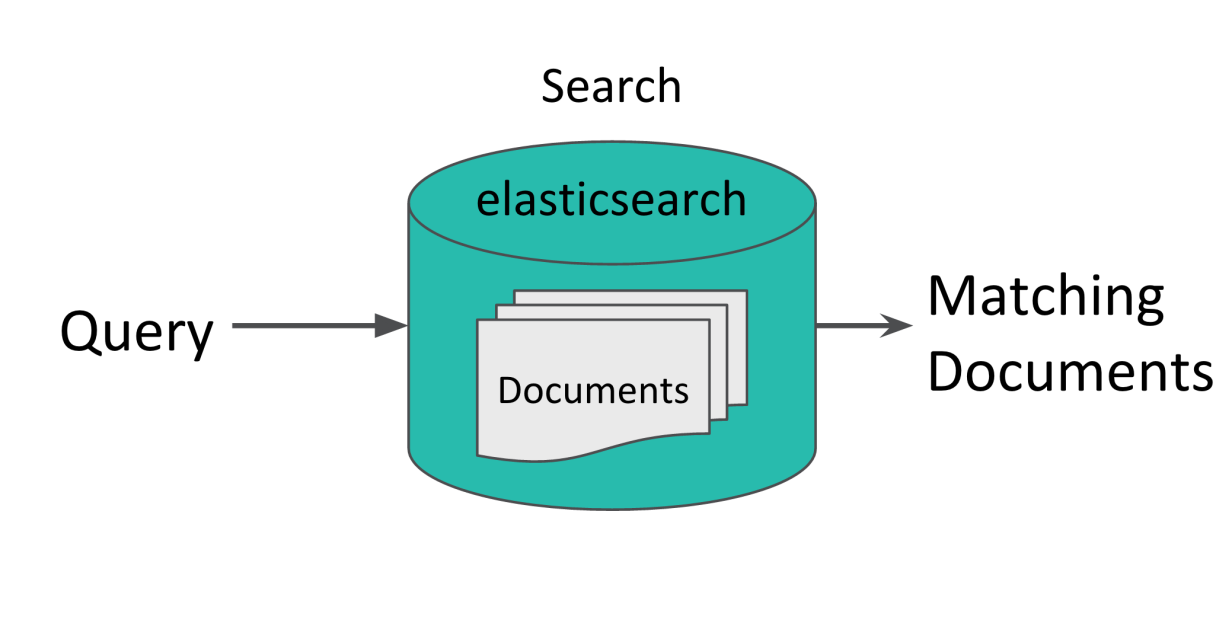 Search
elasticsearch
Query
Documents
Matching
Documents